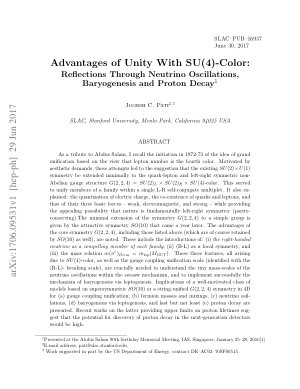 SLAC–PUB–16937
June 30, 2017
Advantages of Unity With SU(4)-Color:
Reflections Through Neutrino Oscillations,
Baryogenesis and Proton Decay¹
Jogesh C. Pati²,³
SLAC, Stanford University, Menlo Park, California 94025 USA
ABSTRACT
As a tribute to Abdus Salam, I recall the initiation in 1972-73 of the idea of grand
unification based on the view that lepton number is the fourth color. Motivated by
aesthetic demands, these attempts led to the suggestion that the existing SU(2)×U(1)
symmetry be extended minimally to the quark-lepton and left-right symmetric non-
Abelian gauge structure G(2,2,4) = SU(2)L × SU(2)R × SU(4)-color. This served
to unify members of a family within a single L-R self-conjugate multiplet. It also ex-
plained: the quantization of electric charge, the co-existence of quarks and leptons, and
that of their three basic forces – weak, electromagnetic, and strong – while providing
the appealing possibility that nature is fundamentally left-right symmetric (parity-
conserving). The minimal extension of the symmetry G(2,2,4) to a simple group is
given by the attractive symmetry SO(10) that came a year later. The advantages of
the core symmetry G(2,2,4), including those listed above (which are of course retained
by SO(10) as well), are noted. These include the introductions of: (i) the right-handed
neutrino as a compelling member of each family, (ii) (B-L) as a local symmetry, and
(iii) the mass relation
These three features, all arising
due to SU(4)-color, as well as the gauge coupling unification scale (identified with the
(B-L)- breaking scale), are crucially needed to understand the tiny mass-scales of the
neutrino oscillations within the seesaw mechanism, and to implement successfully the
mechanism of baryogenesis via leptogenesis. Implications of a well-motivated class of
models based on supersymmetric SO(10) or a string-unified G(2,2,4) symmetry in 4D
for (a) gauge coupling unification, (b) fermion masses and mixings, (c) neutrino oscil-
lations, (d) baryogenesis via leptogenesis, and last but not least (e) proton decay are
presented. Recent works on the latter providing upper limits on proton lifetimes sug-
gest that the potential for discovery of proton decay in the next-generation detectors
would be high.
¹Presented at the Abdus Salam 90th birthday Memorial Meeting, IAS, Singapore, January 25-28, 2016
²E-mail address: pati@slac.stanford.edu.
³Work supported in part by the US Department of Energy, contract DE–AC02–76SF00515.
arXiv:1706.09531v1 [hep-ph] 29 Jun 2017